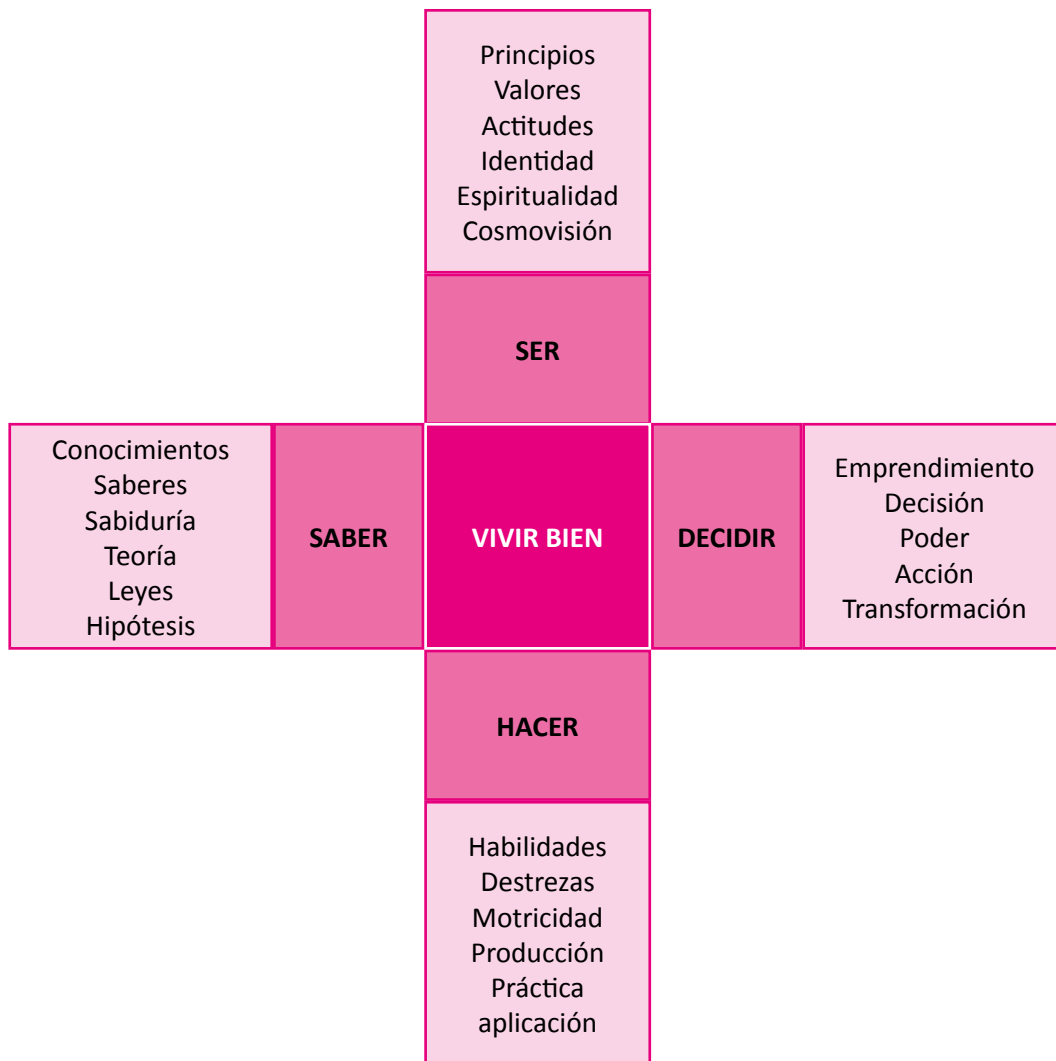 Principios
Valores
Actitudes
Identidad
Espiritualidad
Cosmovisión
SER
Conocimientos
Saberes
Sabiduría
Teoría
Leyes
Hipótesis
SABER
VIVIR BIEN
DECIDIR
Emprendimiento
Decisión
Poder
Acción
Transformación
HACER
Habilidades
Destrezas
Motricidad
Producción
Práctica
aplicación